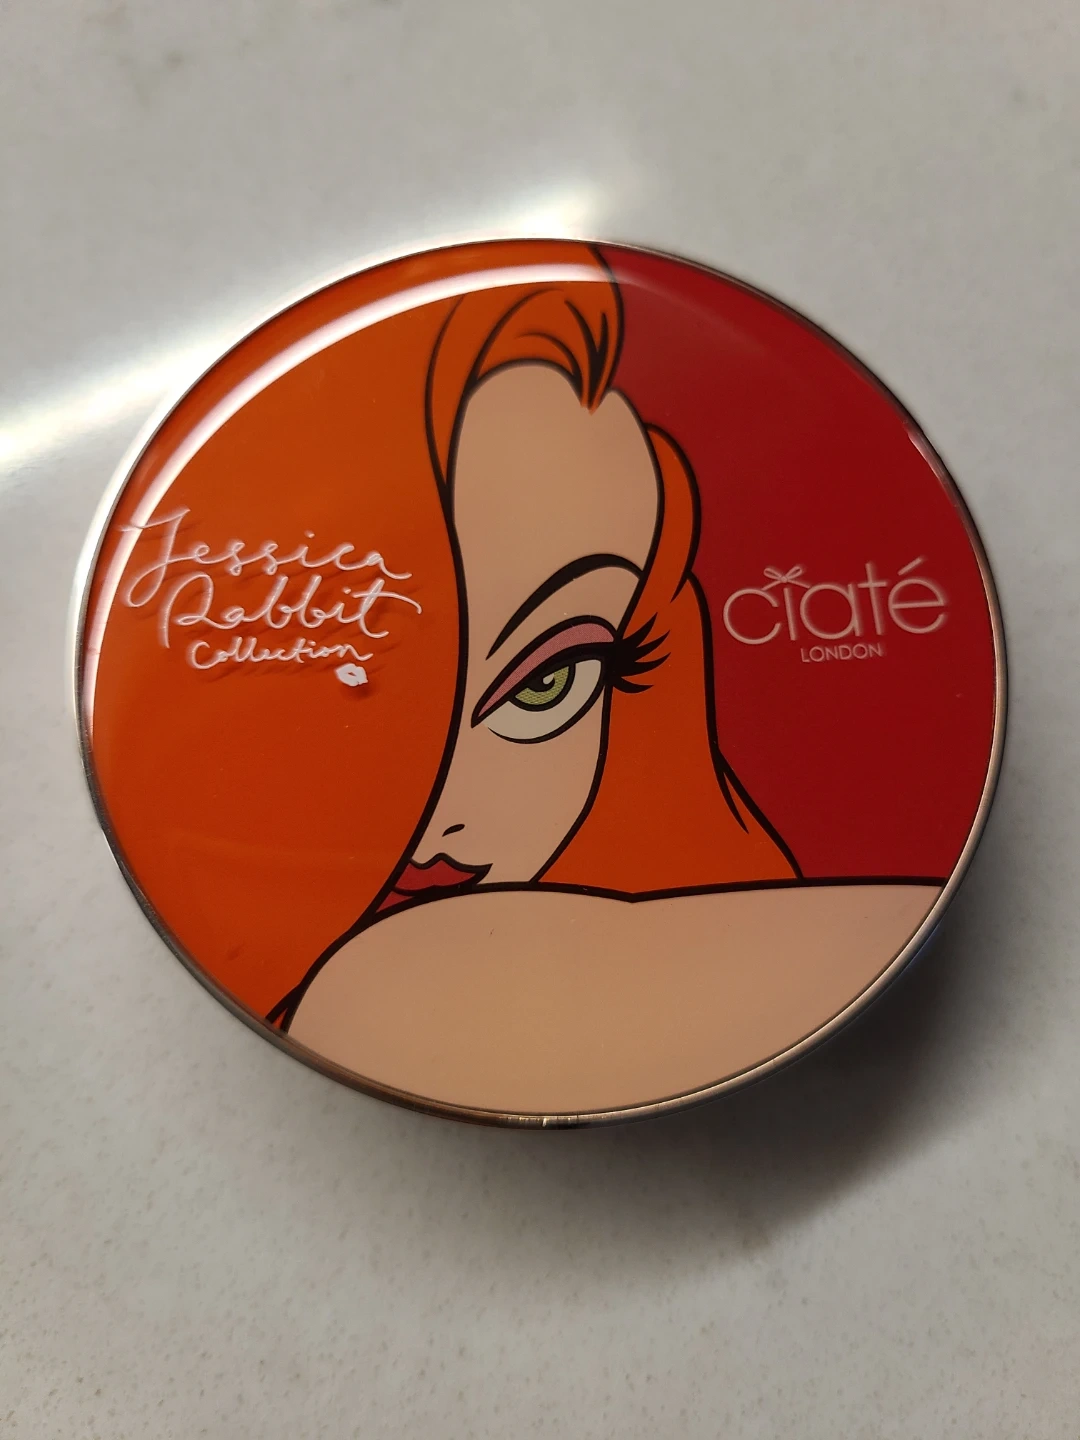 Jessica
Rabbit
Collection
ciaté
LONDON